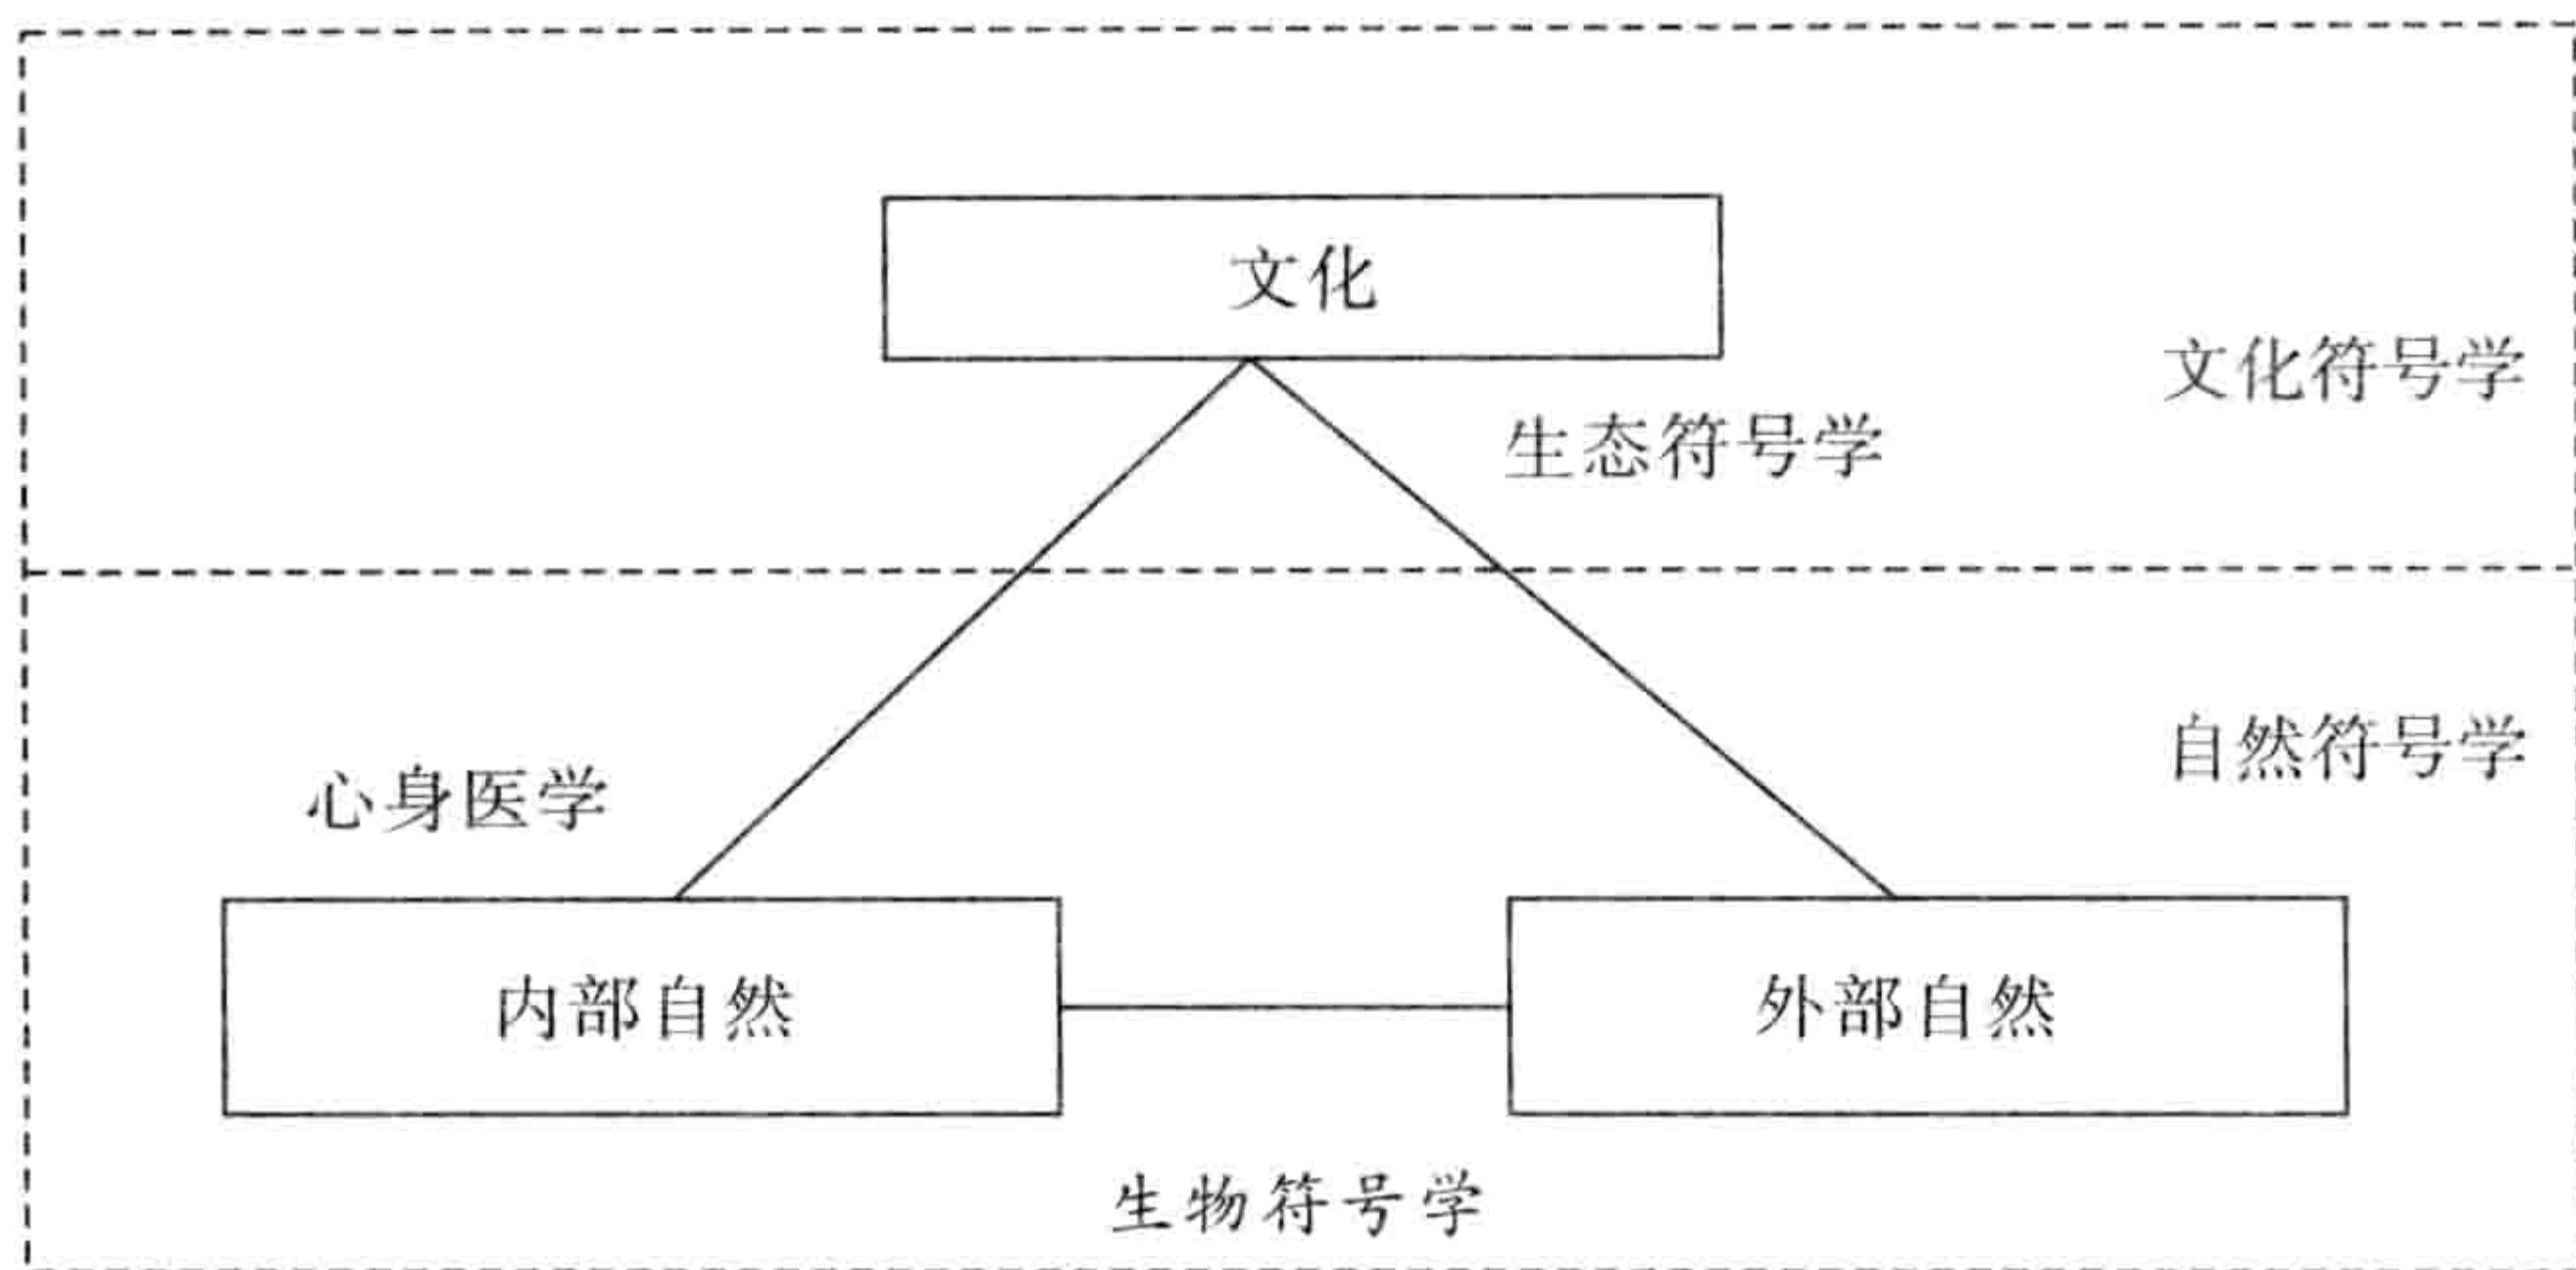 文化
文化符号学
生态符号学
自然符号学
心身医学
内部自然
外部自然
生物符号学